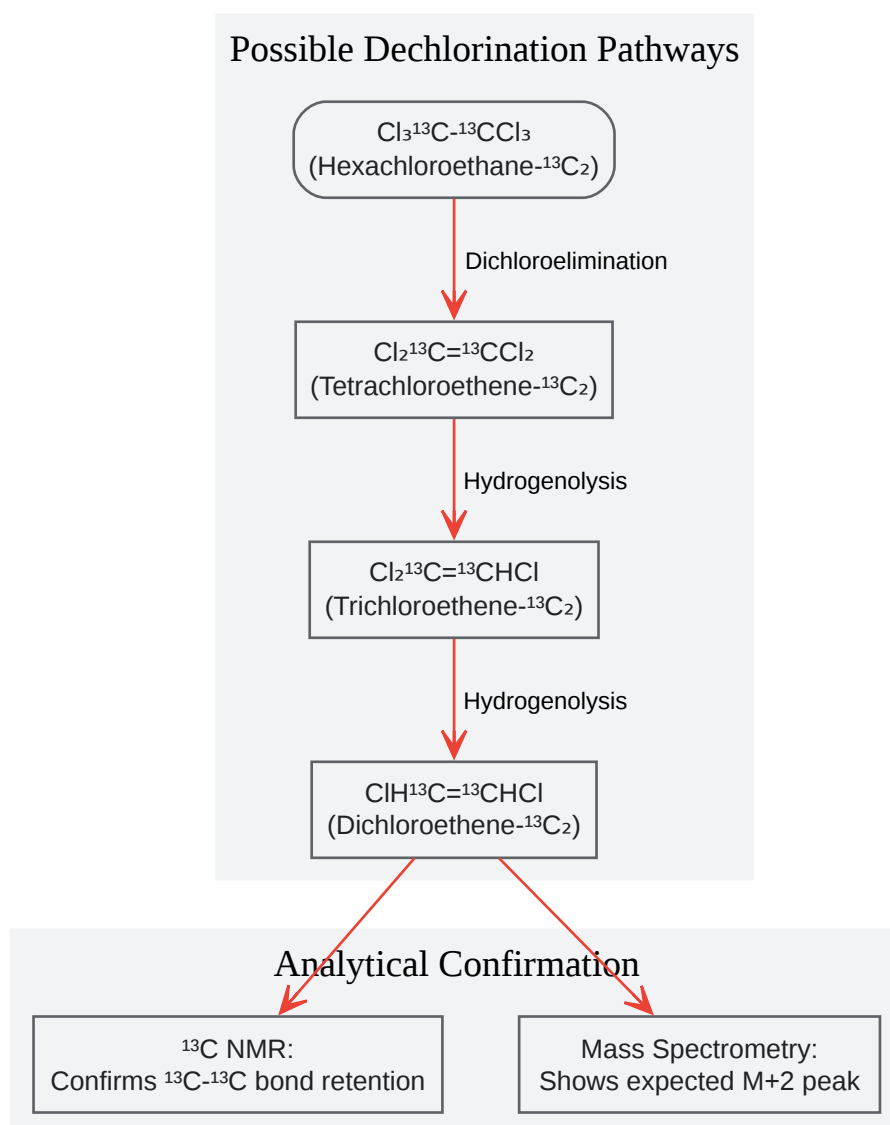 Possible Dechlorination Pathways
Cl₃¹³C-¹³CCl₃
(Hexachloroethane-¹³C₂)
Dichloroelimination
Cl₂¹³C=¹³CCl₂
(Tetrachloroethene-¹³C₂)
Hydrogenolysis
Cl₂¹³C=¹³CHCl
(Trichloroethene-¹³C₂)
Hydrogenolysis
ClH¹³C=¹³CHCl
(Dichloroethene-¹³C₂)
Analytical Confirmation
¹³C NMR:
Confirms ¹³C-¹³C bond retention
Mass Spectrometry:
Shows expected M+2 peak